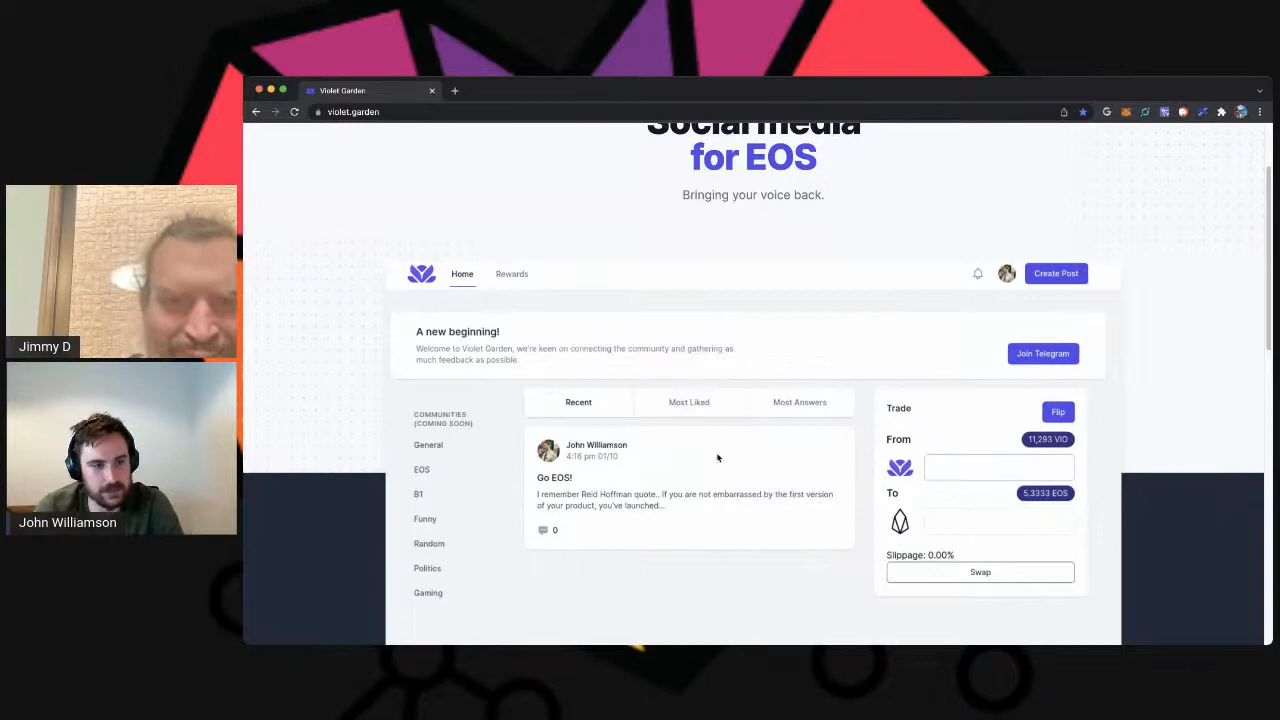 Violet Garden
violet.garden
Social media
for EOS
Bringing your voice back.
Home
Rewards
Create Post
A new beginning!
Welcome to Violet Garden, we're keen on connecting the community and gathering as
much feedback as possible.
Join Telegram
COMMUNITIES
(COMING SOON)
General
EOS
B1
Funny
Random
Politics
Gaming
Recent
Most Liked
Most Answers
John Williamson
4:16 pm 01/10
Go EOS!
I remember Reid Hoffman quote.. If you are not embarrassed by the first version
of your product, you've launched...
0
Trade
Flip
From
11,293 VIO
To
5.3333 EOS
Slippage: 0.00%
Swap
Jimmy D
John Williamson